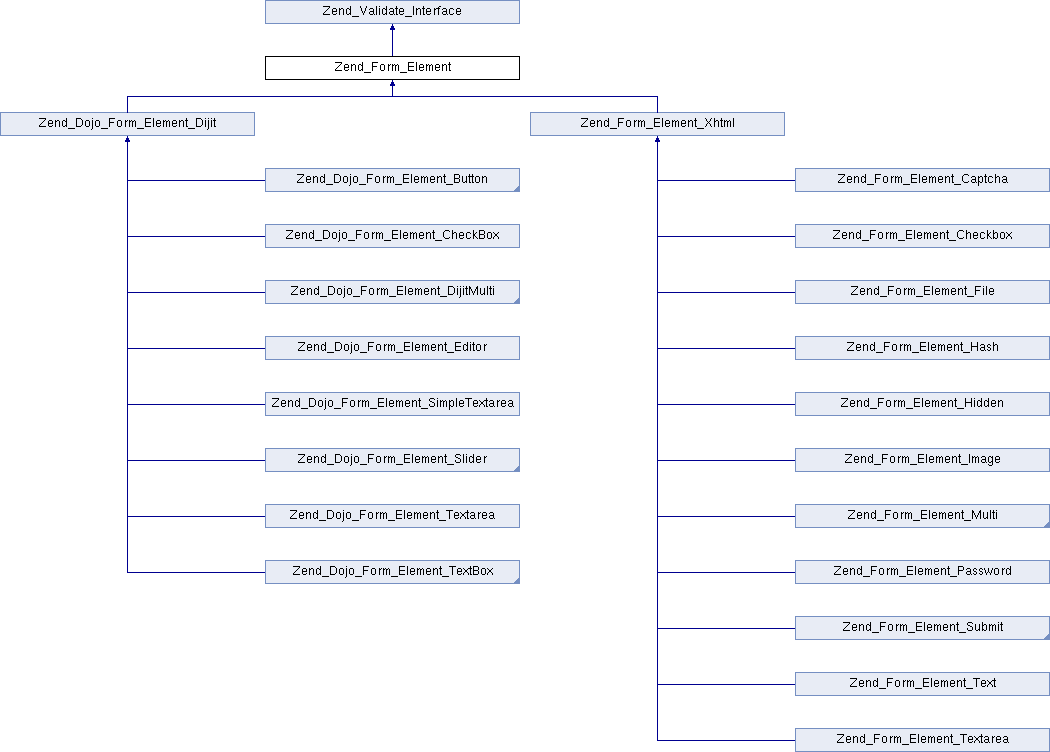 Zend_Validate_Interface
Zend_Form_Element
Zend_Dojo_Form_Element_Dijit
Zend_Form_Element_Xhtml
Zend_Dojo_Form_Element_Button
Zend_Form_Element_Captcha
Zend_Dojo_Form_Element_CheckBox
Zend_Form_Element_Checkbox
Zend_Dojo_Form_Element_DijitMulti
Zend_Form_Element_File
Zend_Dojo_Form_Element_Editor
Zend_Form_Element_Hash
Zend_Dojo_Form_Element_SimpleTextarea
Zend_Form_Element_Hidden
Zend_Dojo_Form_Element_Slider
Zend_Form_Element_Image
Zend_Dojo_Form_Element_Textarea
Zend_Form_Element_Multi
Zend_Dojo_Form_Element_TextBox
Zend_Form_Element_Password
Zend_Form_Element_Submit
Zend_Form_Element_Text
Zend_Form_Element_Textarea